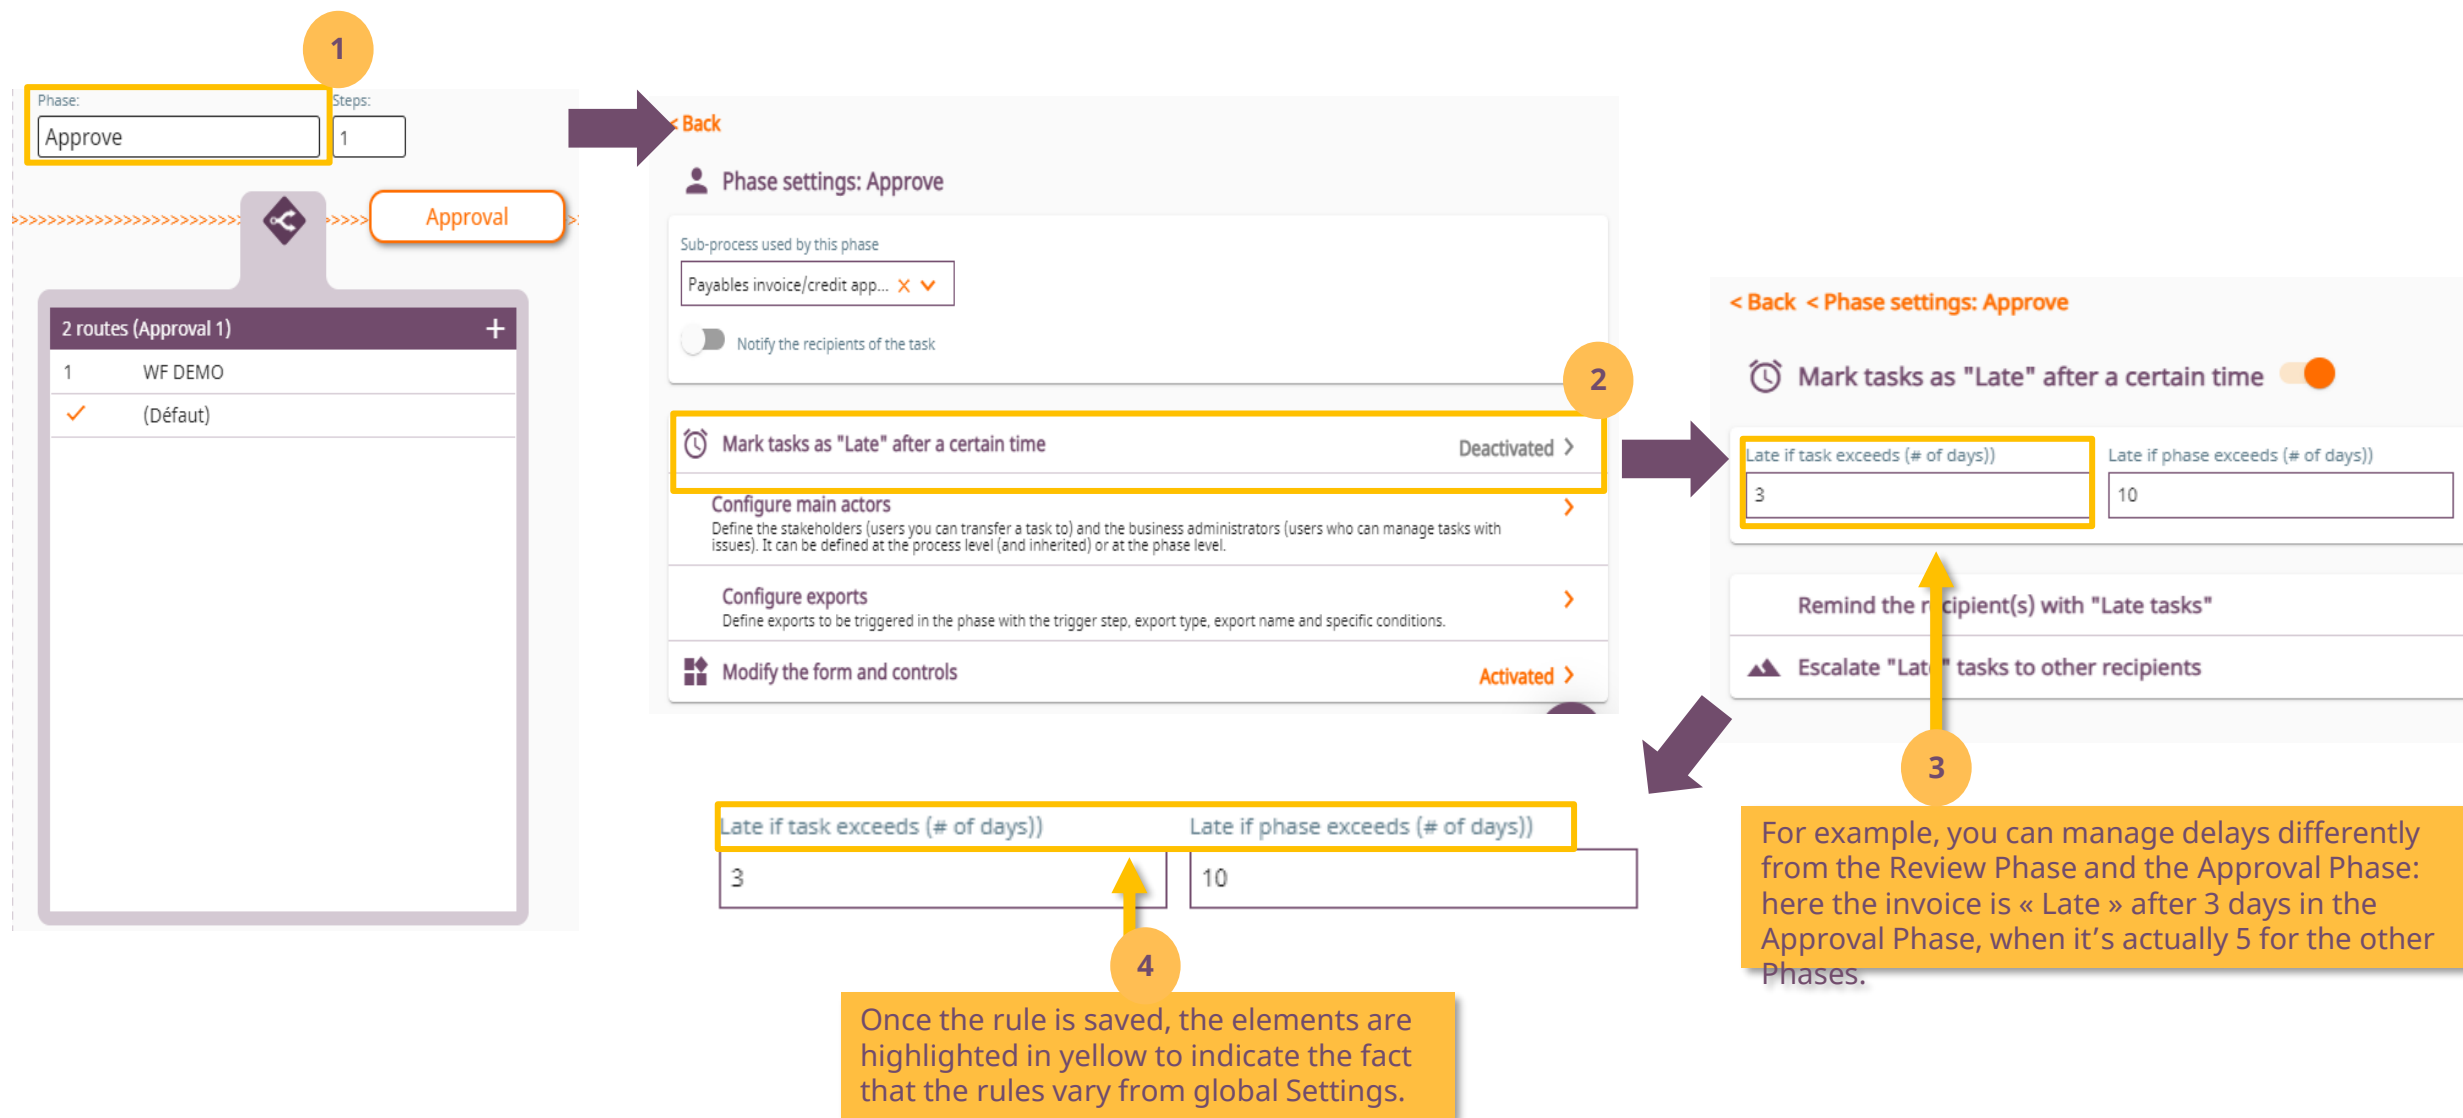 1
Phase:
Steps:
Approve
1
Approval
2 routes (Approval 1)
+
1 WF DEMO
(Défaut)
< Back
Phase settings: Approve
Sub-process used by this phase
Payables invoice/credit app...
Notify the recipients of the task
2
Mark tasks as "Late" after a certain time
Deactivated
Configure main actors
Define the stakeholders (users you can transfer a task to) and the business administrators (users who can manage tasks with
issues). It can be defined at the process level (and inherited) or at the phase level.
Configure exports
Define exports to be triggered in the phase with the trigger step, export type, export name and specific conditions.
Modify the form and controls
Activated
< Back < Phase settings: Approve
Mark tasks as "Late" after a certain time
Late if task exceeds (# of days))
Late if phase exceeds (# of days))
3
10
Remind the recipient(s) with "Late tasks"
Escalate "Late" tasks to other recipients
3
For example, you can manage delays differently
from the Review Phase and the Approval Phase:
here the invoice is « Late » after 3 days in the
Approval Phase, when it’s actually 5 for the other
Phases.
Late if task exceeds (# of days))
Late if phase exceeds (# of days))
3
10
4
Once the rule is saved, the elements are
highlighted in yellow to indicate the fact
that the rules vary from global Settings.